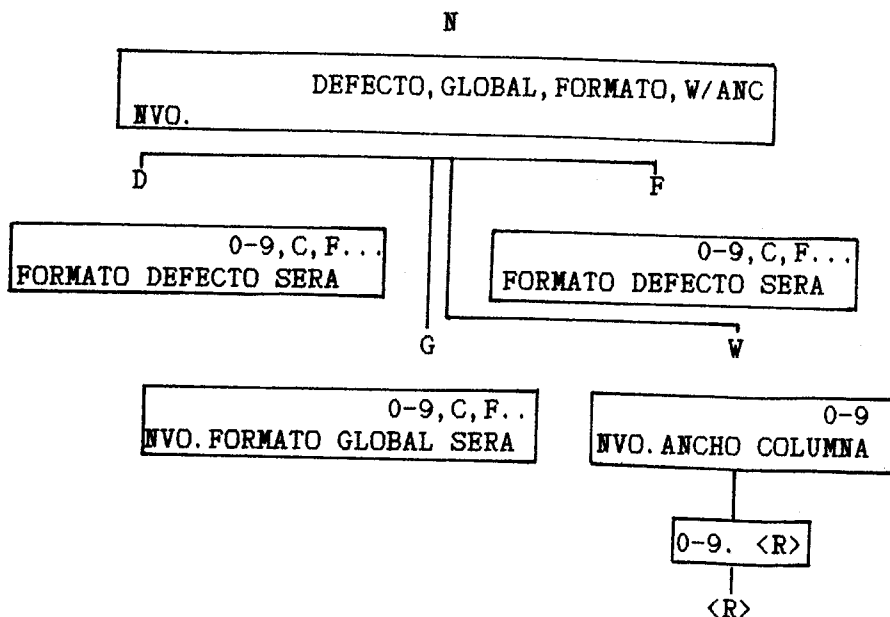 N
DEFECTO, GLOBAL, FORMATO, W/ANC
NVO.
D
F
0-9, C, F...
FORMATO DEFECTO SERA
0-9, C, F...
FORMATO DEFECTO SERA
G
W
0-9, C, F..
NVO. FORMATO GLOBAL SERA
0-9
NVO. ANCHO COLUMNA
0-9. <R>
<R>